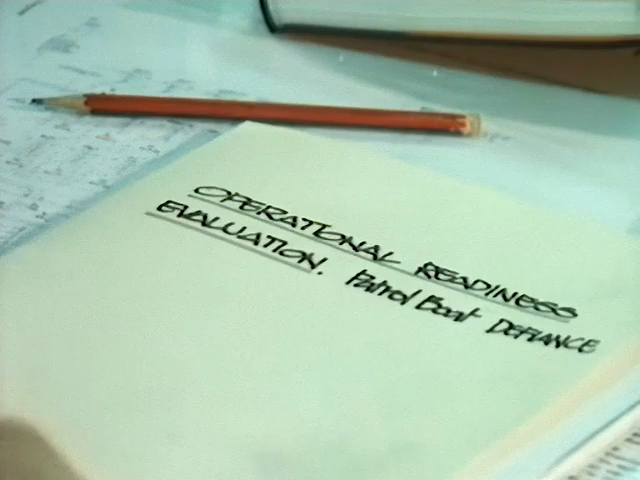 OPERATIONAL READINESS
EVALUATION. Patrol Boat DEFIANCE